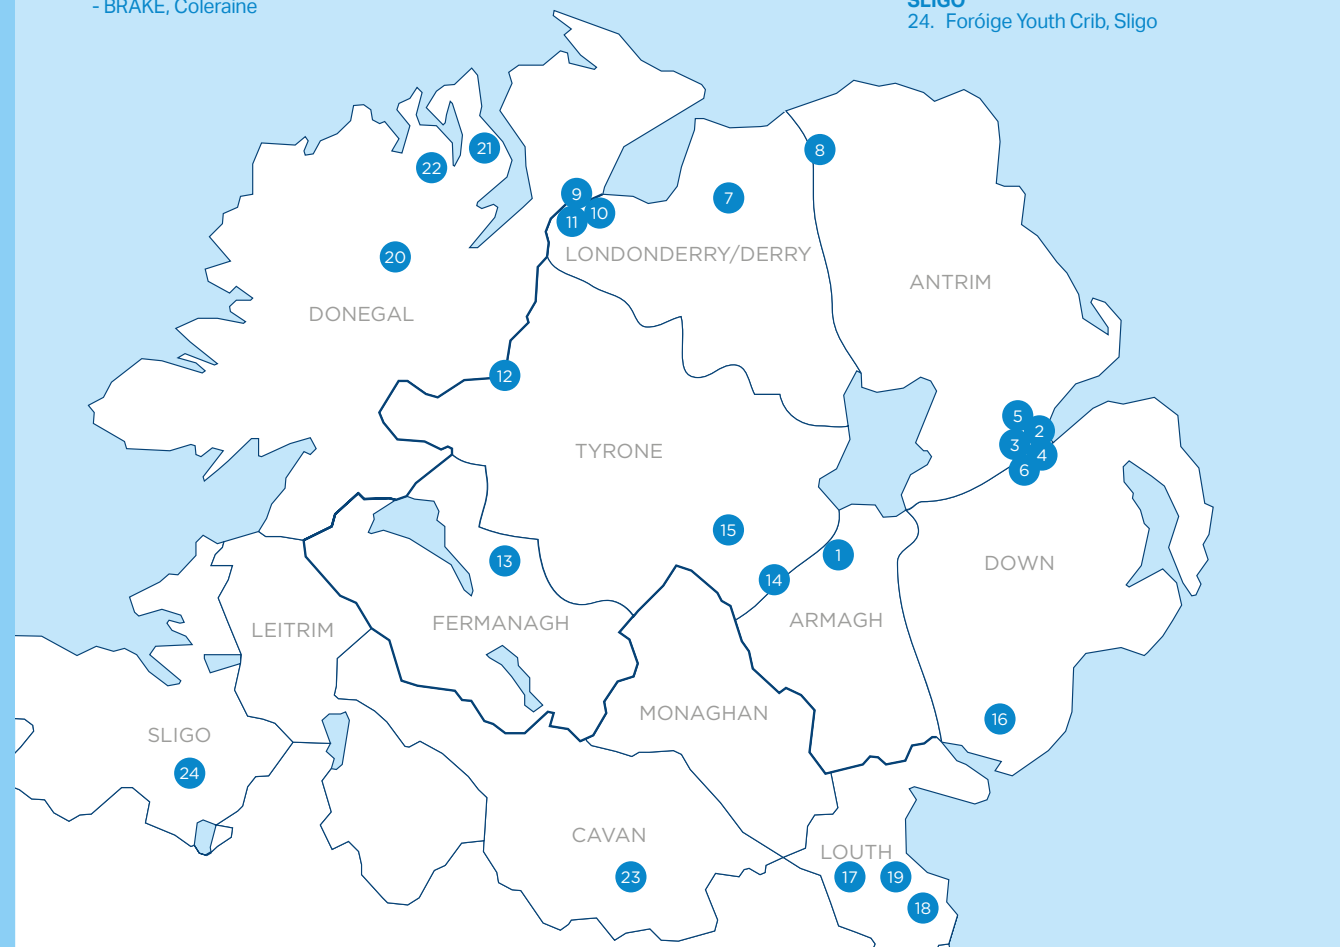 - BRAKE, Coleraine
SLIGO
24. Foróige Youth Crib, Sligo
21
8
22
9
7
10
11
LONDONDERRY/DERRY
20
ANTRIM
DONEGAL
12
5
2
3
4
TYRONE
6
15
1
13
DOWN
14
ARMAGH
FERMANAGH
LEITRIM
MONAGHAN
16
SLIGO
24
CAVAN
LOUTH
23
17
19
18